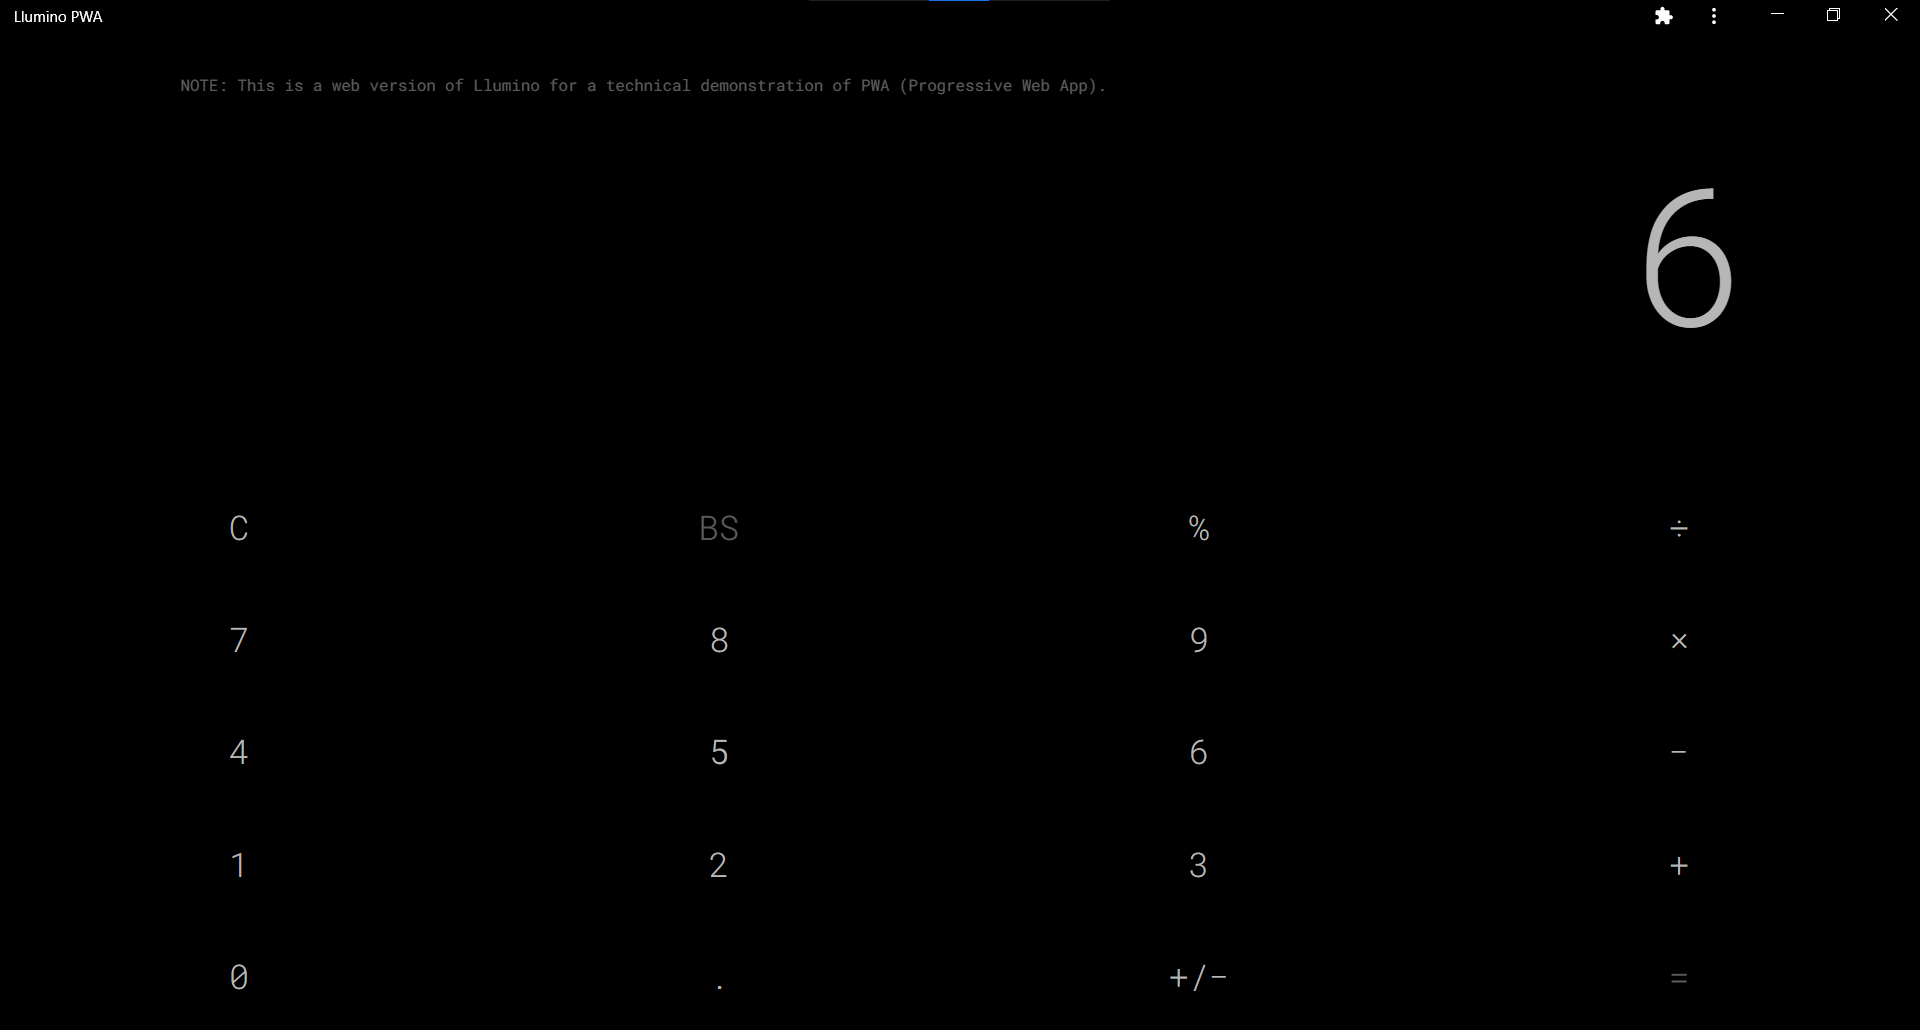 Llumino PWA
NOTE: This is a web version of Llumino for a technical demonstration of PWA (Progressive Web App).
6
C BS % ÷
7 8 9 ×
4 5 6 −
1 2 3 +
0 . +/− =